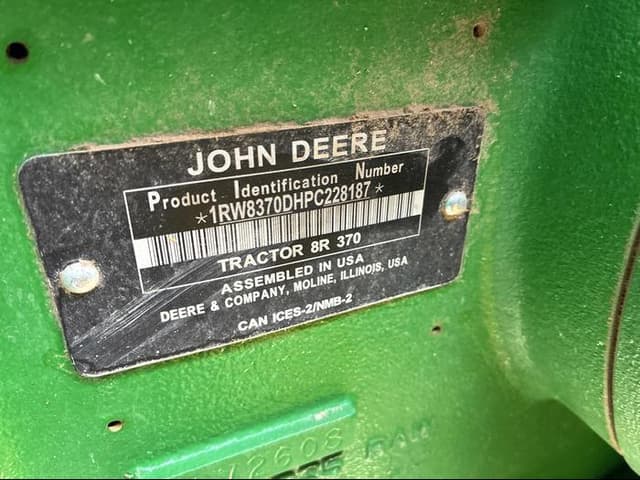 JOHN DEERE
Product Identification Number
*1RW8370DHPC228187*
TRACTOR 8R 370
ASSEMBLED IN USA
DEERE & COMPANY, MOLINE, ILLINOIS, USA
CAN ICES-2/NMB-2